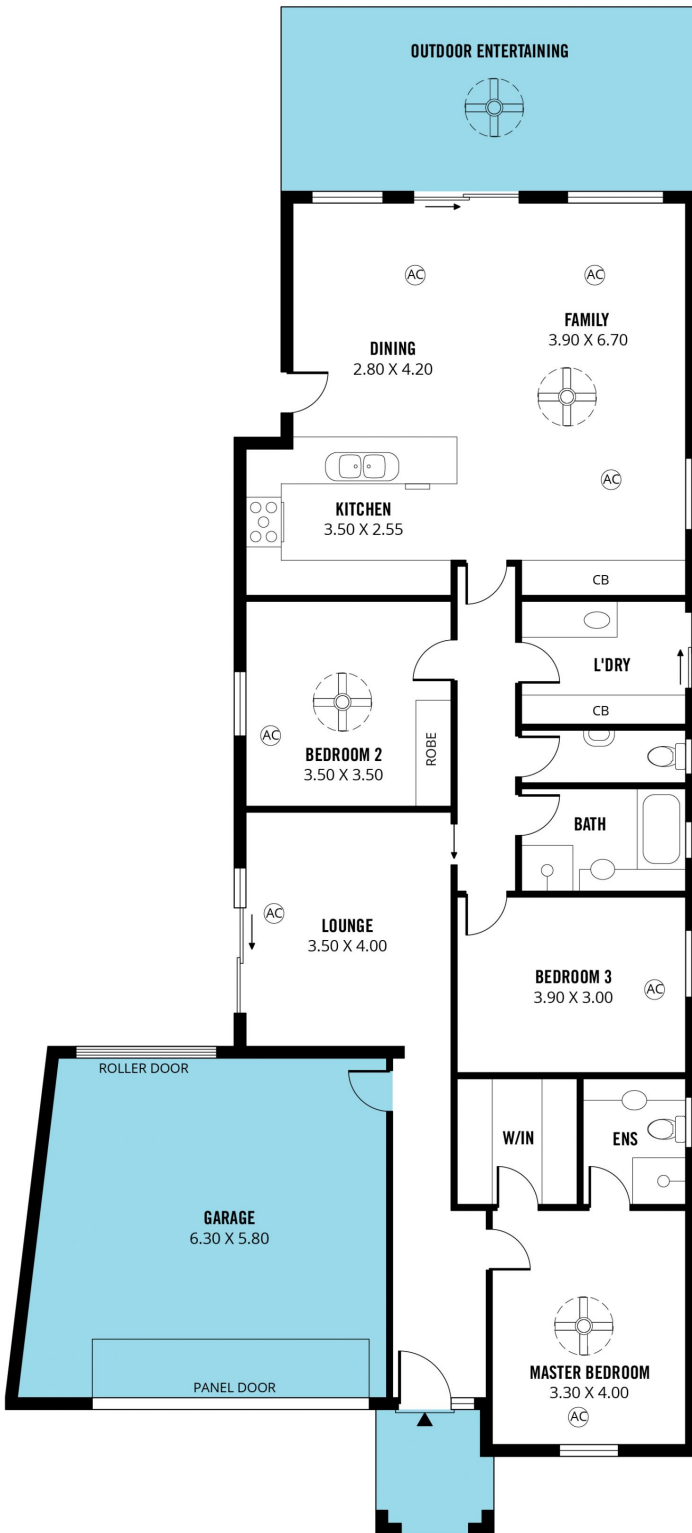 OUTDOOR ENTERTAINING
AC
AC
FAMILY
3.90 X 6.70
DINING
2.80 X 4.20
AC
KITCHEN
3.50 X 2.55
CB
L'DRY
CB
AC
BEDROOM 2
3.50 X 3.50
ROBE
BATH
AC
LOUNGE
3.50 X 4.00
BEDROOM 3
3.90 X 3.00
AC
ROLLER DOOR
W/IN
ENS
GARAGE
6.30 X 5.80
PANEL DOOR
MASTER BEDROOM
3.30 X 4.00
AC